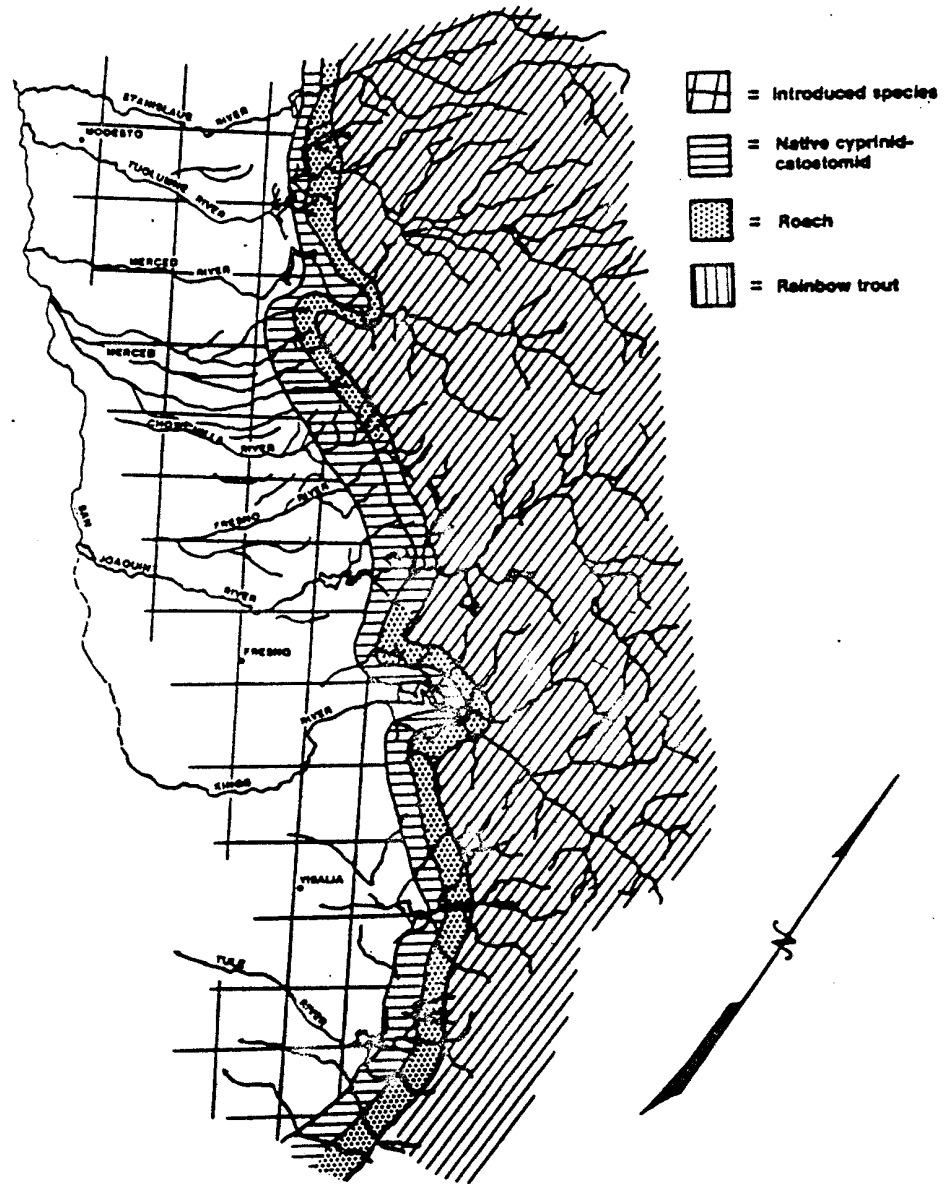 STANISLAUS RIVER
MODESTO
TUOLUMNE RIVER
MERCED RIVER
MERCED
CHOWCHILLA RIVER
FRESNO RIVER
SAN JOAQUIN RIVER
FRESNO
KINGS RIVER
VISALIA
TULE RIVER
= Introduced species
= Native cyprinid-
catostomid
= Roach
= Rainbow trout
N